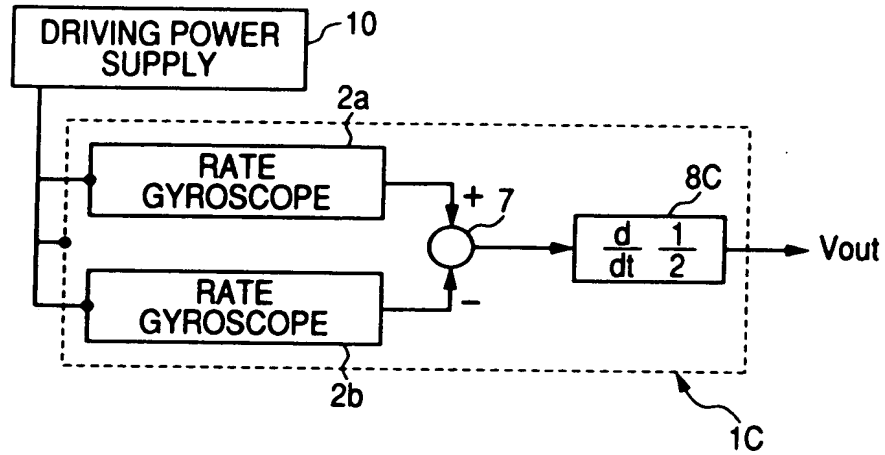 DRIVING POWER
SUPPLY
10
2a
RATE
GYROSCOPE
+
7
8C
d/dt 1/2
Vout
RATE
GYROSCOPE
−
2b
1C